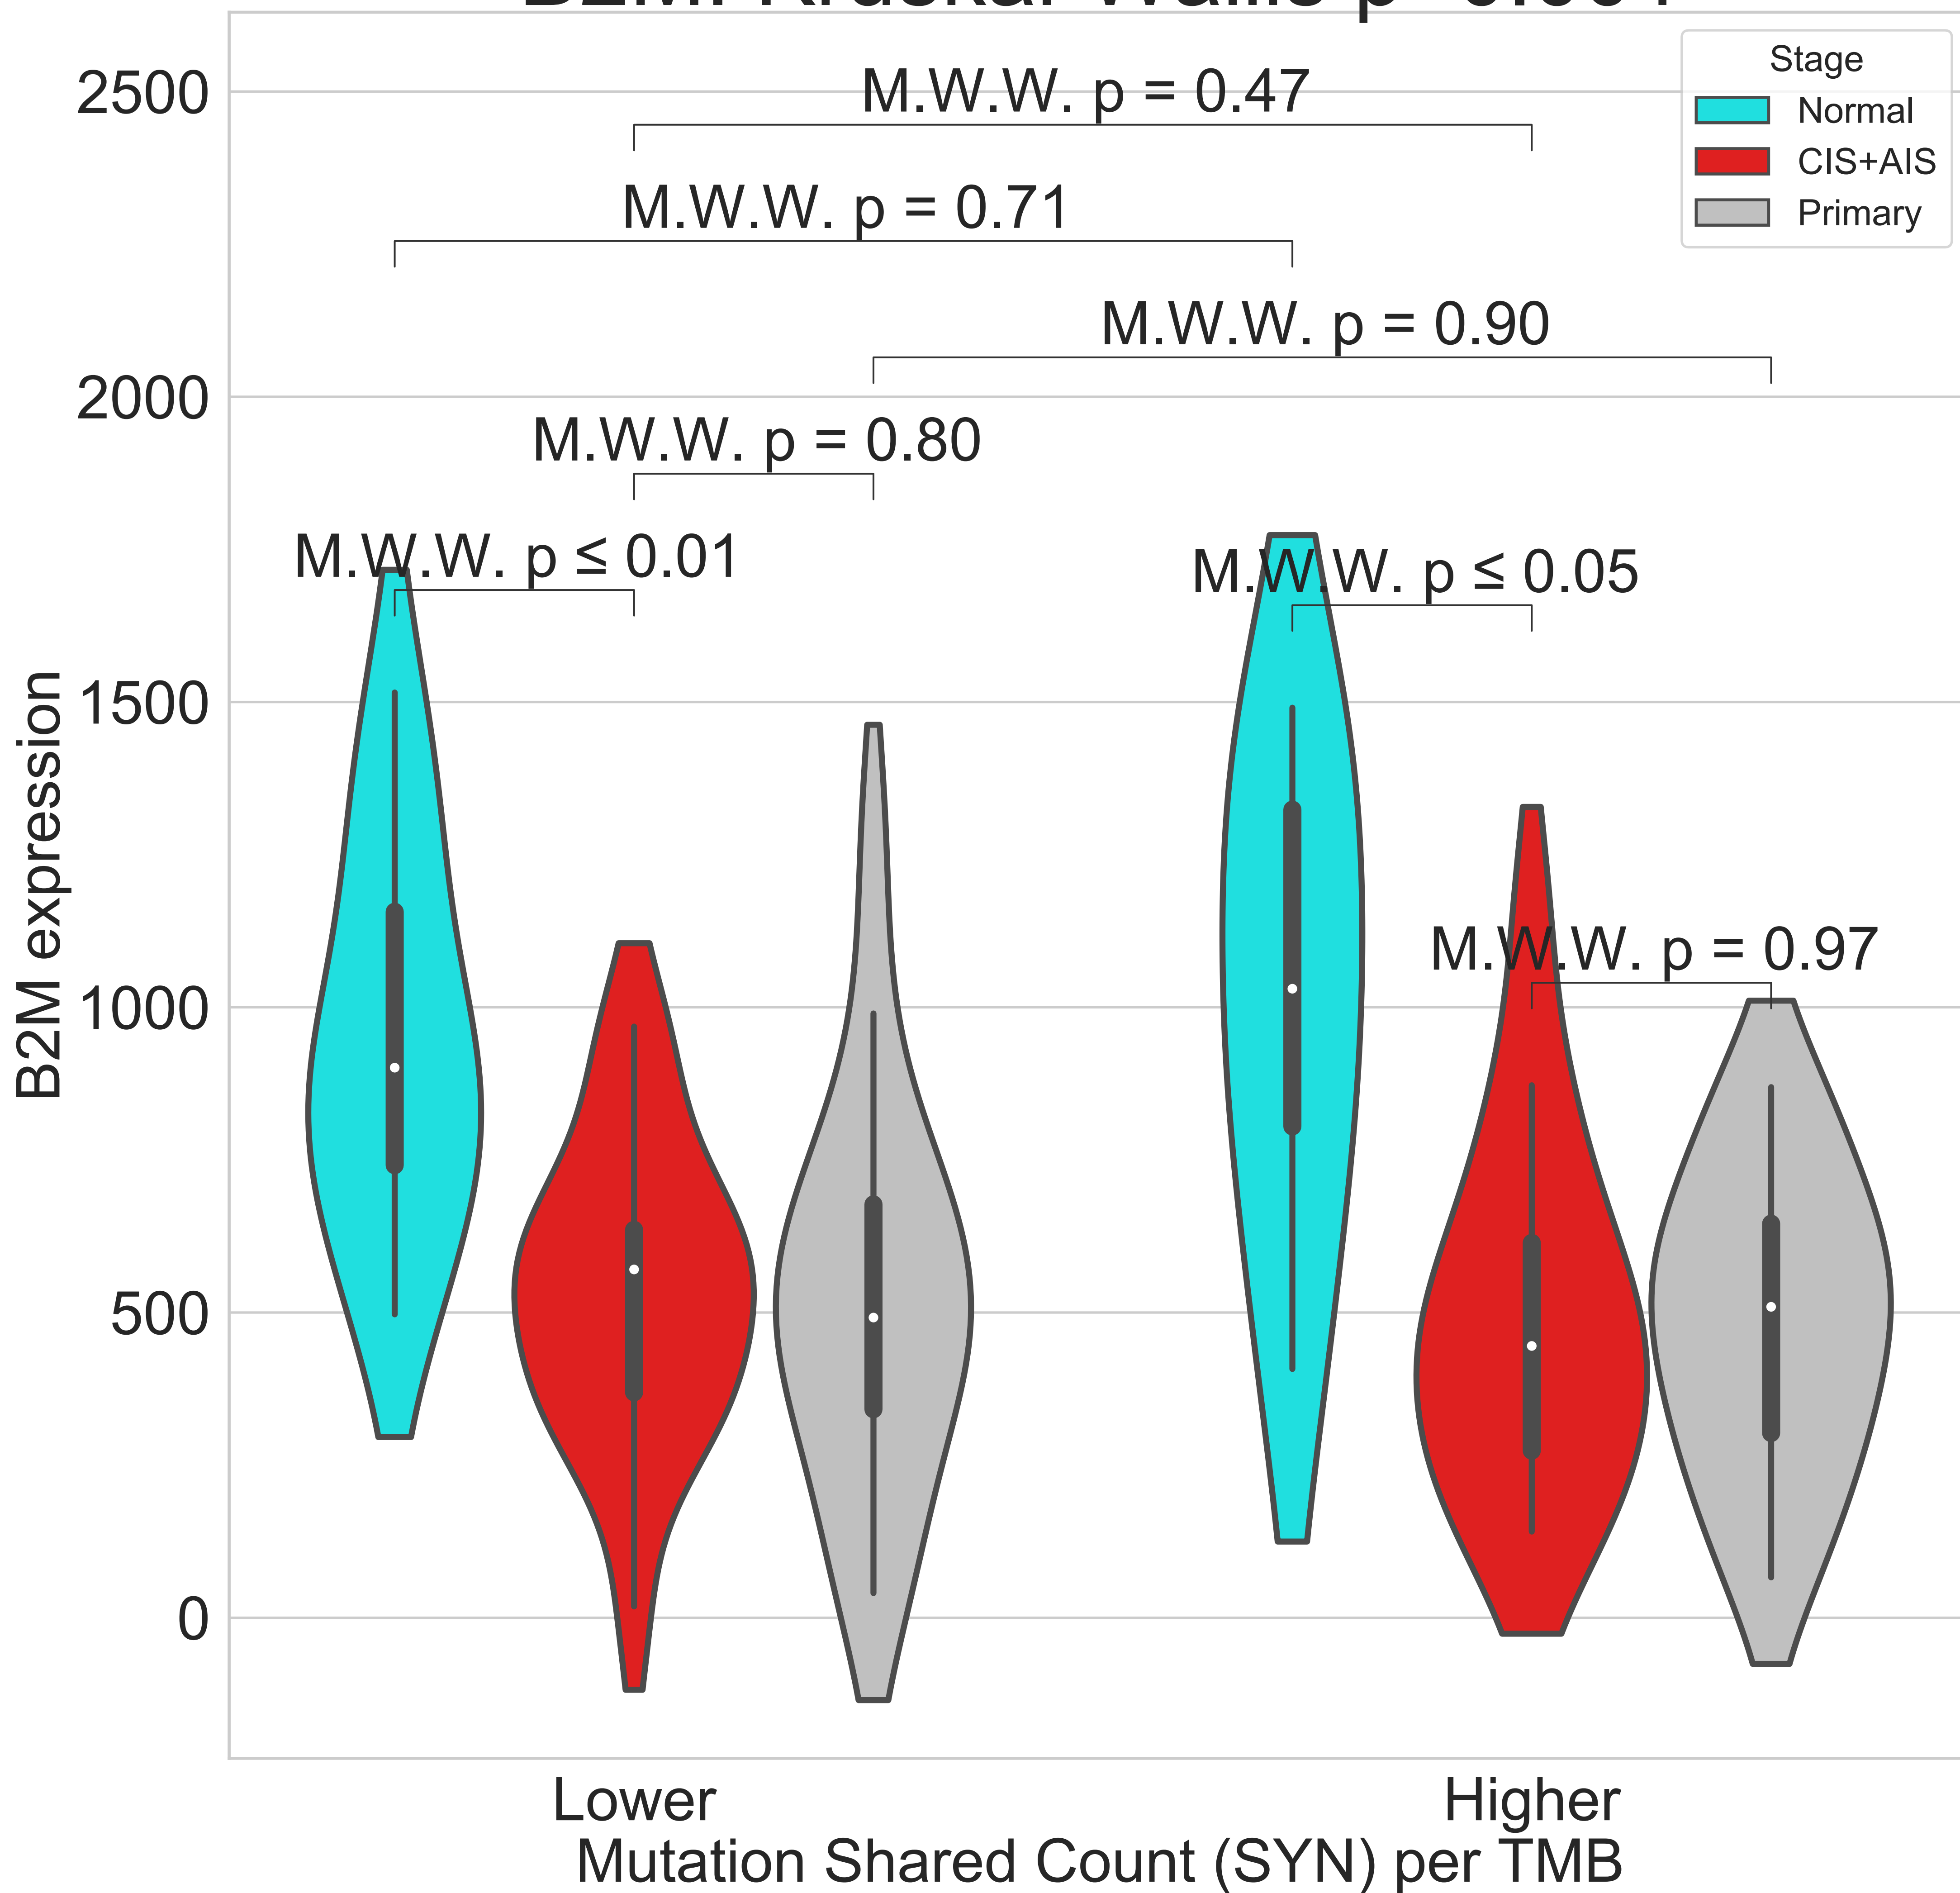 2500
2000
1500
1000
500
0
B2M expression
M.W.W. p = 0.47
M.W.W. p = 0.71
M.W.W. p = 0.90
M.W.W. p = 0.80
M.W.W. p ≤ 0.01
M.W.W. p ≤ 0.05
M.W.W. p = 0.97
Stage
Normal
CIS+AIS
Primary
Lower
Higher
Mutation Shared Count (SYN) per TMB